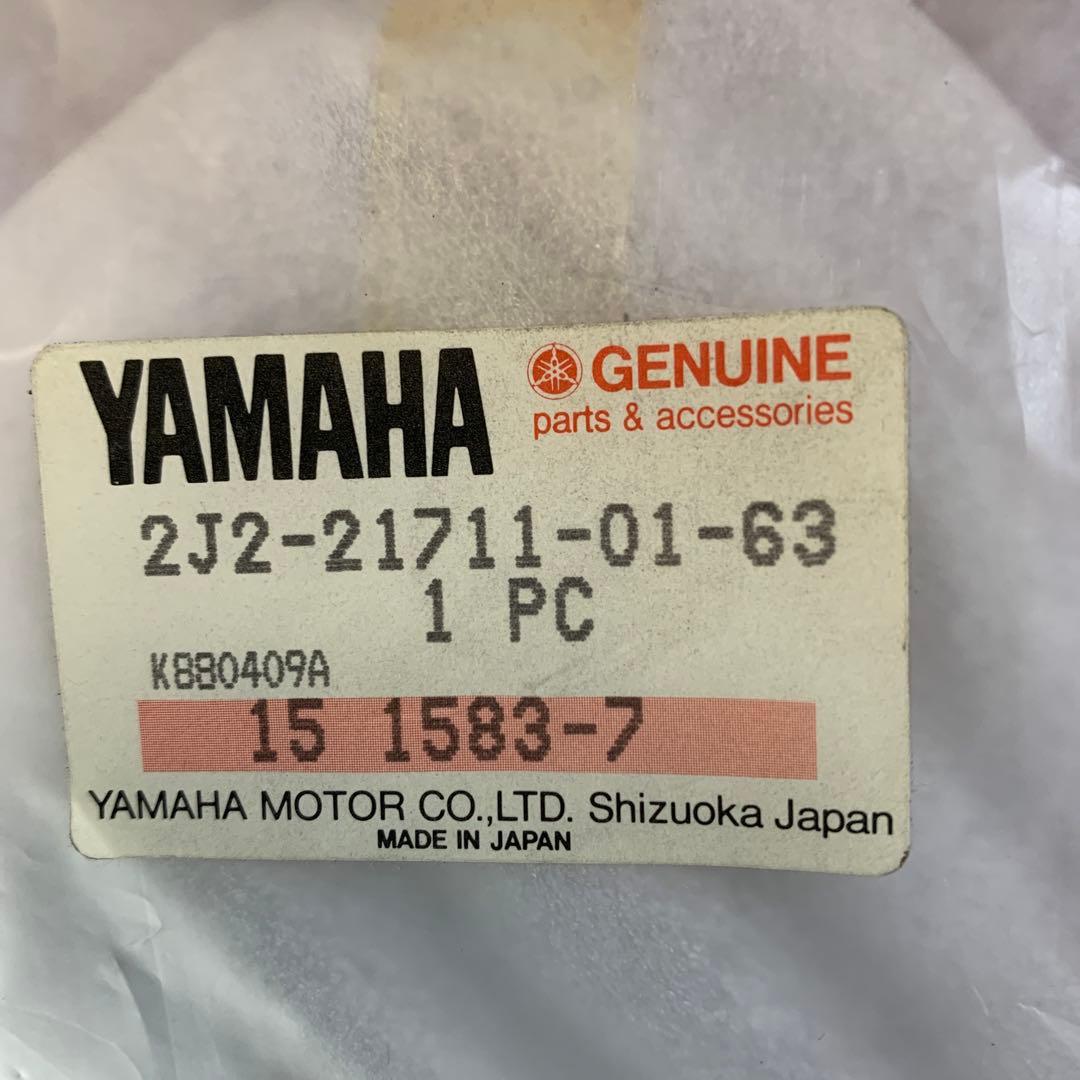 YAMAHA
GENUINE
parts & accessories
2J2-21711-01-63
1 PC
K880409A
15 1583-7
YAMAHA MOTOR CO.,LTD. Shizuoka Japan
MADE IN JAPAN